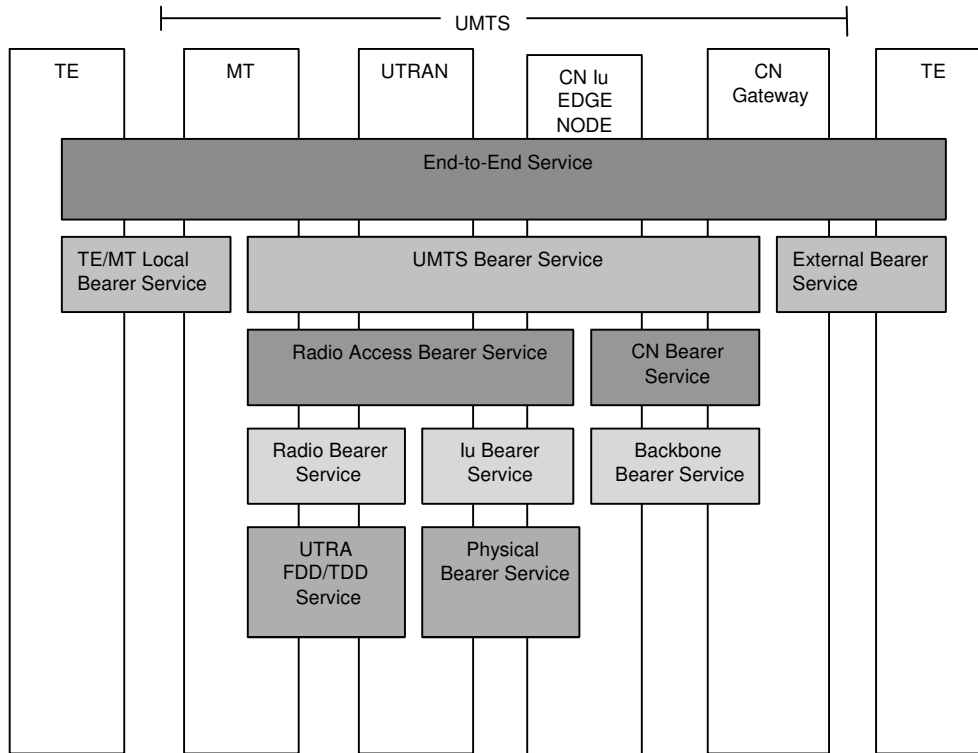 UMTS
TE
MT
UTRAN
CN Iu
EDGE
NODE
CN
Gateway
TE
End-to-End Service
TE/MT Local
Bearer Service
UMTS Bearer Service
External Bearer
Service
Radio Access Bearer Service
CN Bearer
Service
Radio Bearer
Service
Iu Bearer
Service
Backbone
Bearer Service
UTRA
FDD/TDD
Service
Physical
Bearer Service